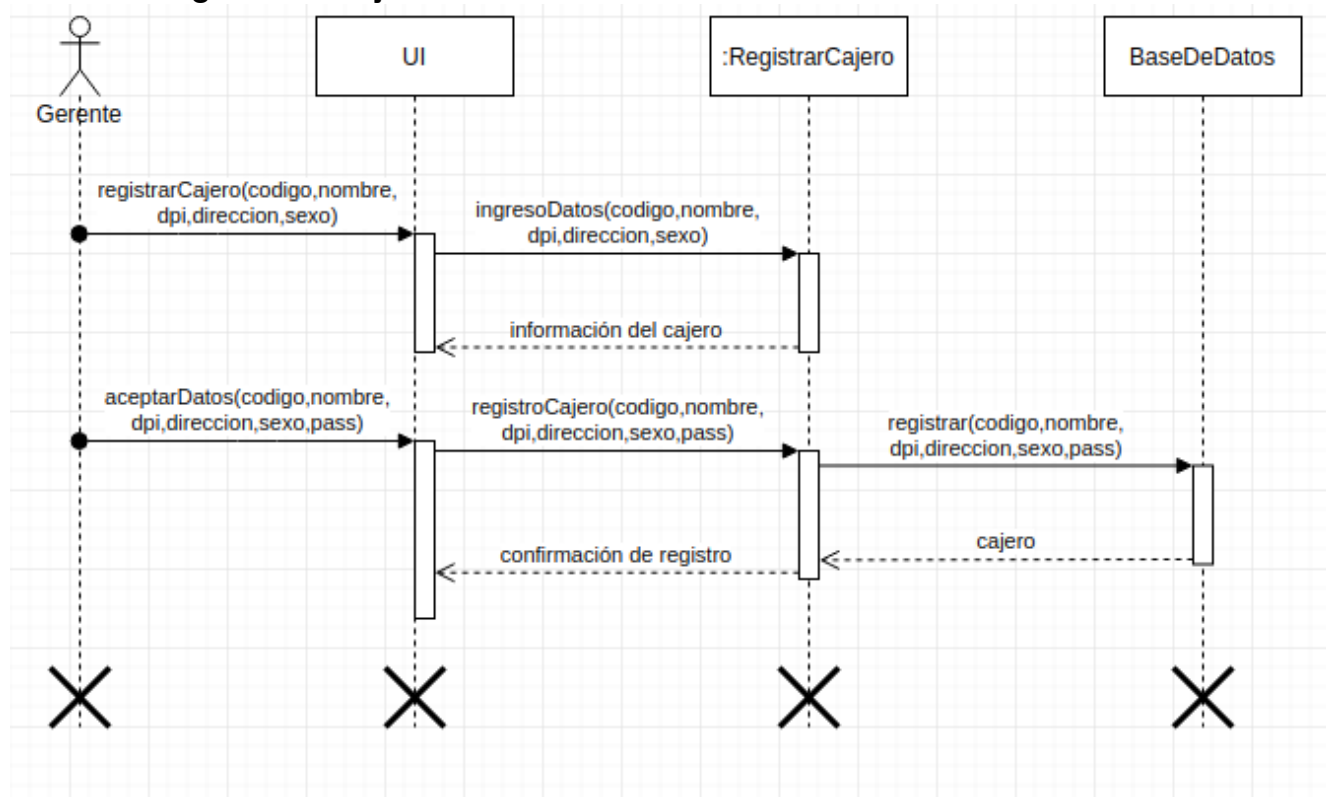 UI
:RegistrarCajero
BaseDeDatos
Gerente
registrarCajero(codigo,nombre,
dpi,direccion,sexo)
ingresoDatos(codigo,nombre,
dpi,direccion,sexo)
información del cajero
aceptarDatos(codigo,nombre,
dpi,direccion,sexo,pass)
registroCajero(codigo,nombre,
dpi,direccion,sexo,pass)
registrar(codigo,nombre,
dpi,direccion,sexo,pass)
cajero
confirmación de registro